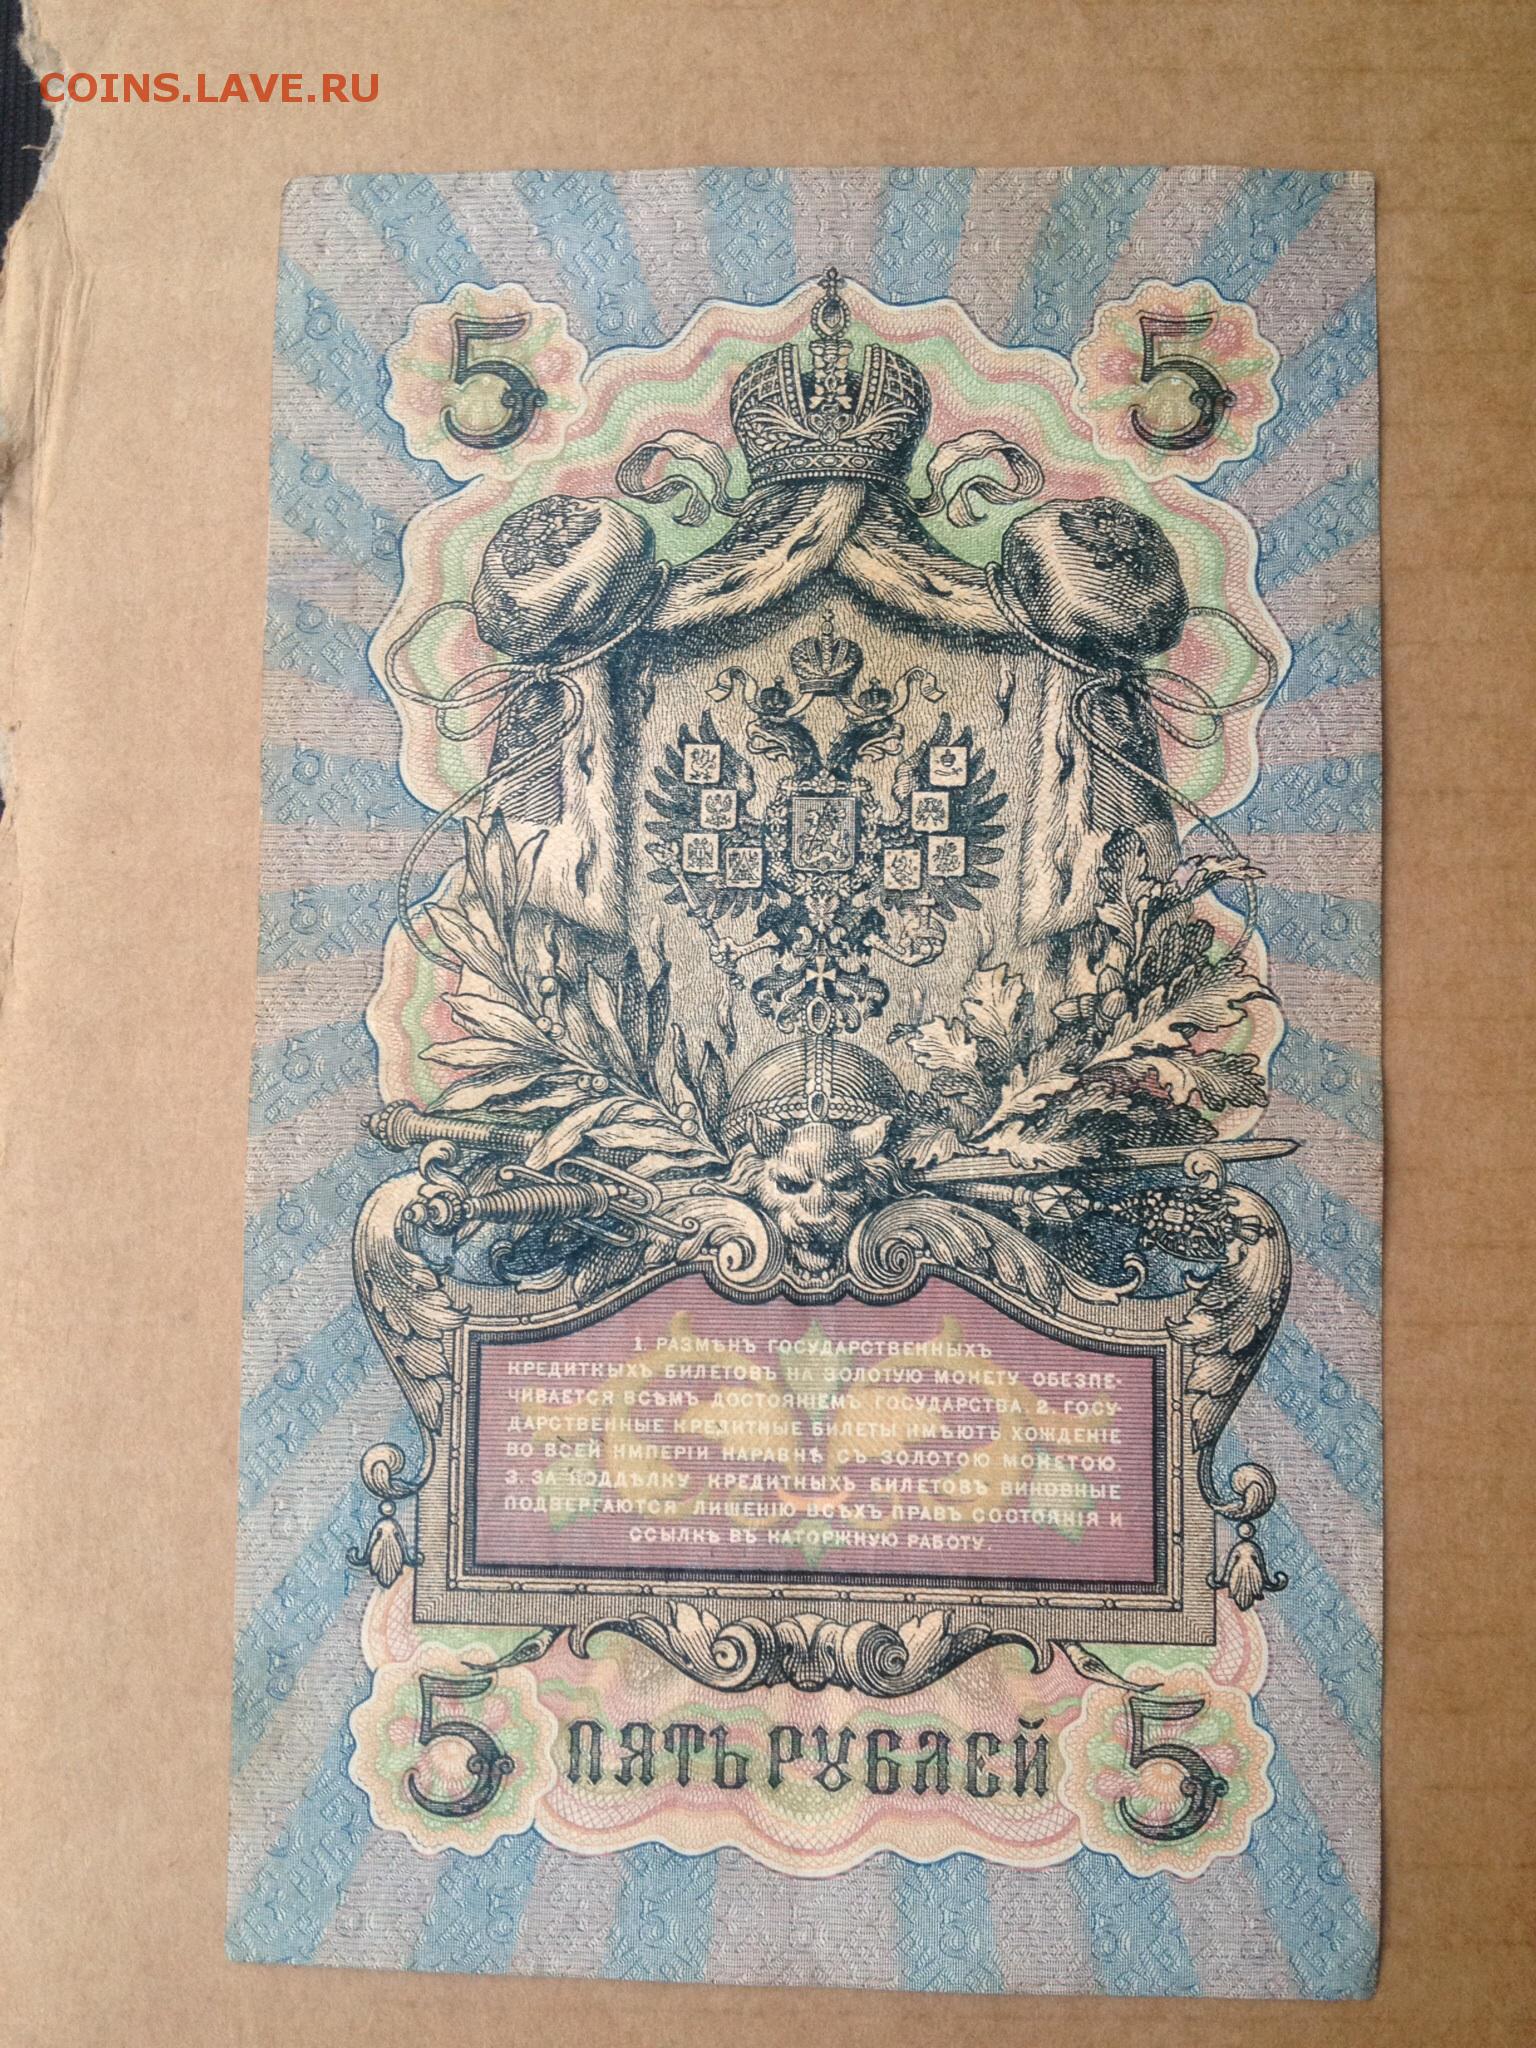 COINS.LAVE.RU
5 5
1. РАЗМѢНЪ ГОСУДАРСТВЕННЫХЪ
КРЕДИТНЫХЪ БИЛЕТОВЪ НА ЗОЛОТУЮ МОНЕТУ ОБЕЗПЕ-
ЧИВАЕТСЯ ВСѢМЪ ДОСТОЯНІЕМЪ ГОСУДАРСТВА. 2. ГОСУ-
ДАРСТВЕННЫЕ КРЕДИТНЫЕ БИЛЕТЫ ИМѢЮТЪ ХОЖДЕНІЕ
ВО ВСЕЙ ИМПЕРІИ НАРАВНѢ СЪ ЗОЛОТОЮ МОНЕТОЮ.
3. ЗА ПОДДѢЛКУ КРЕДИТНЫХЪ БИЛЕТОВЪ ВИНОВНЫЕ
ПОДВЕРГАЮТСЯ ЛИШЕНІЮ ВСѢХЪ ПРАВЪ СОСТОЯНІЯ И
ССЫЛКѢ ВЪ КАТОРЖНУЮ РАБОТУ.
5 ПЯТЬ РУБЛЕЙ 5